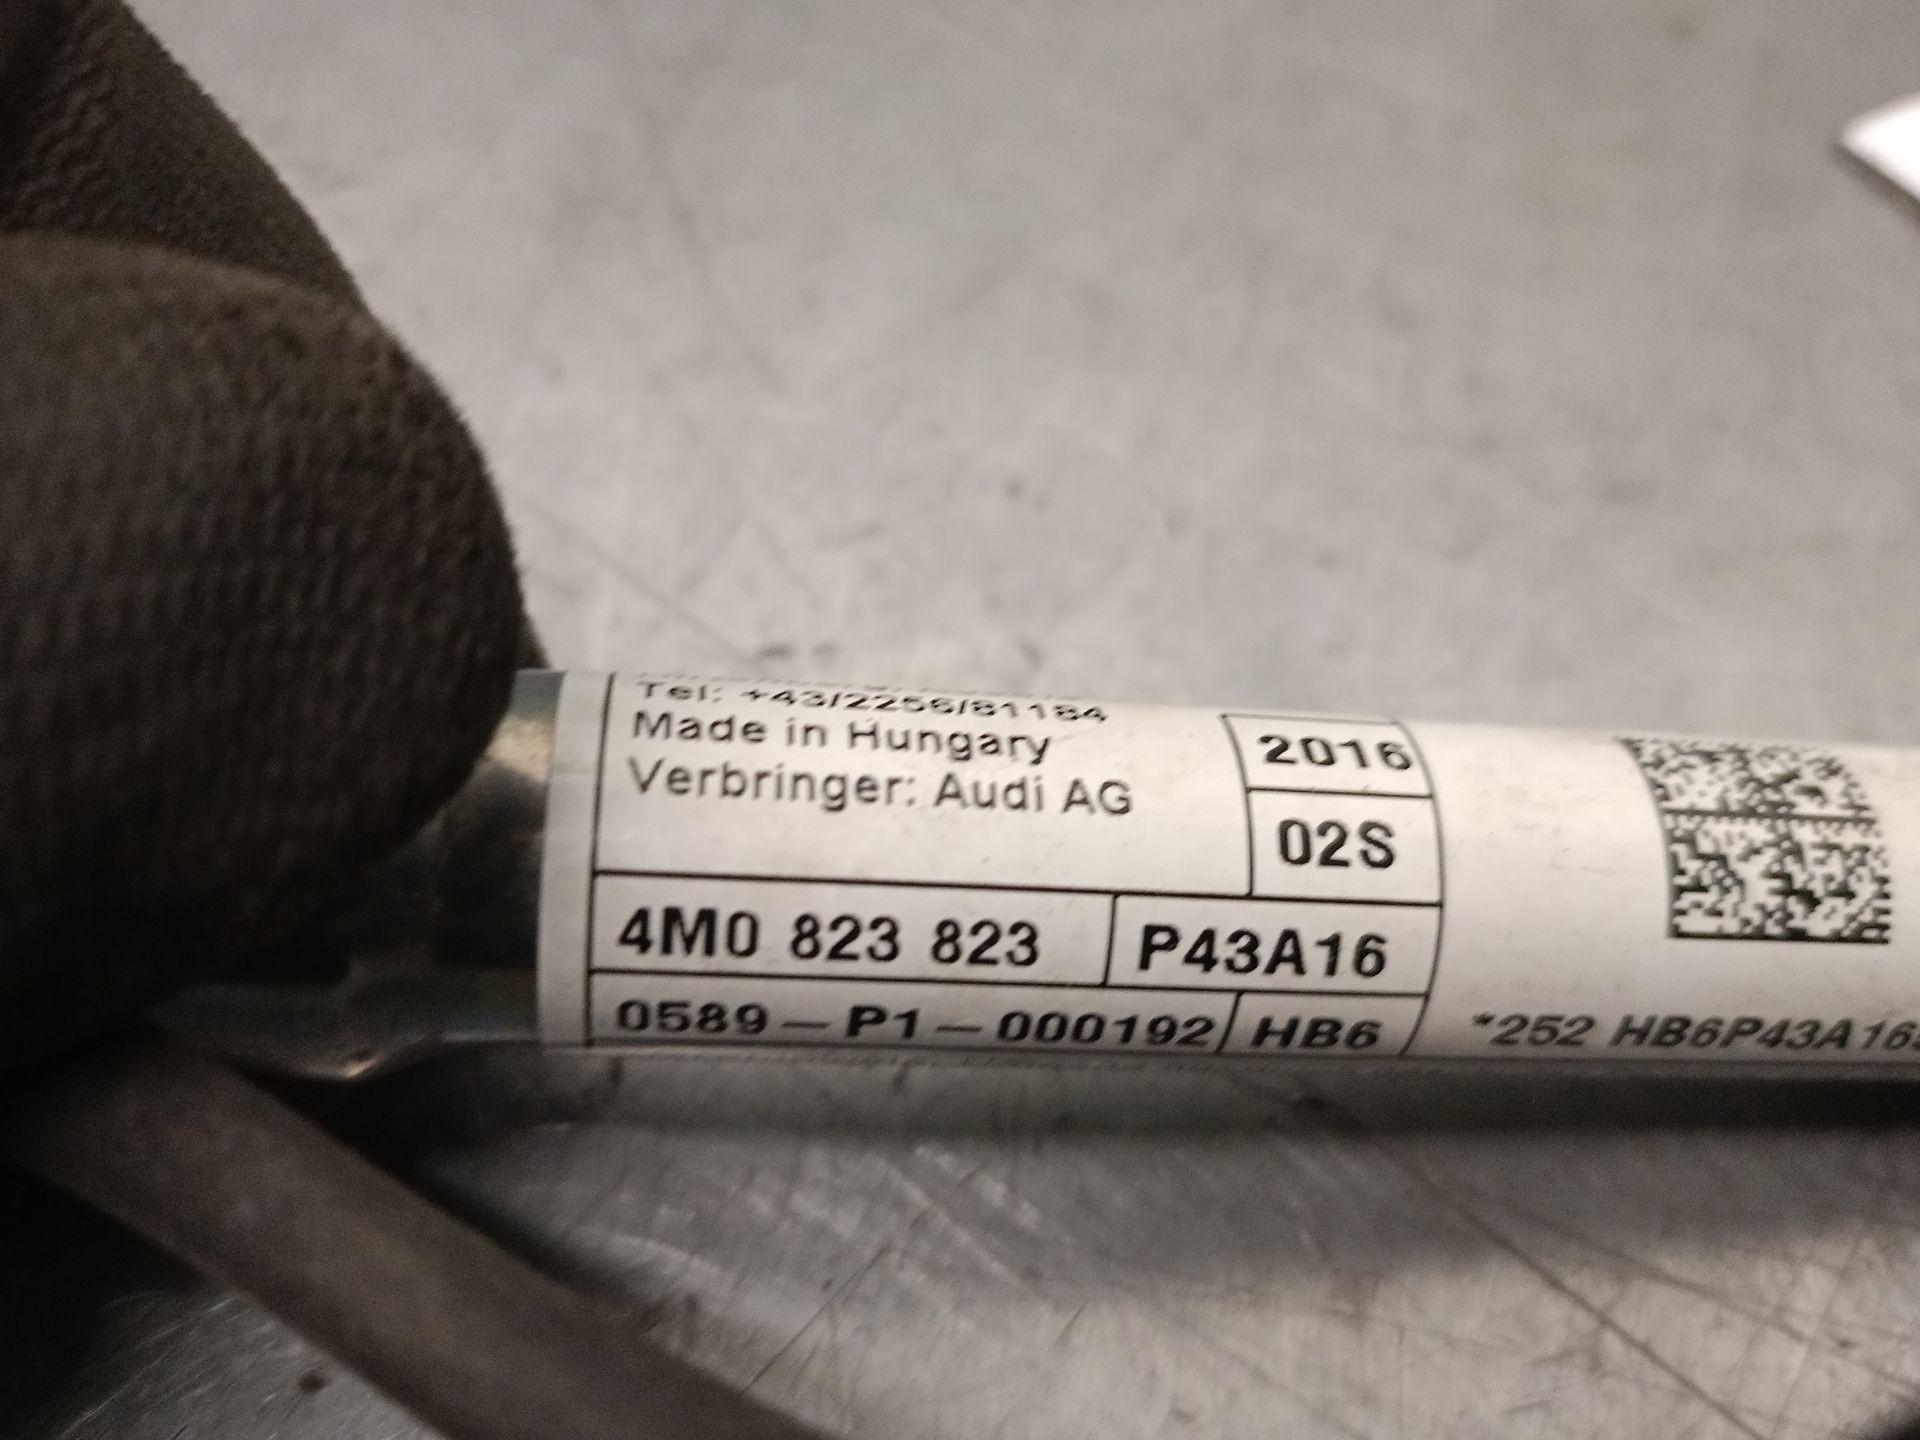 Tel: +43/2256/81184
Made in Hungary
Verbringer: Audi AG
2016
02S
4M0 823 823
P43A16
0589-P1-000192
HB6
*252 HB6P43A16